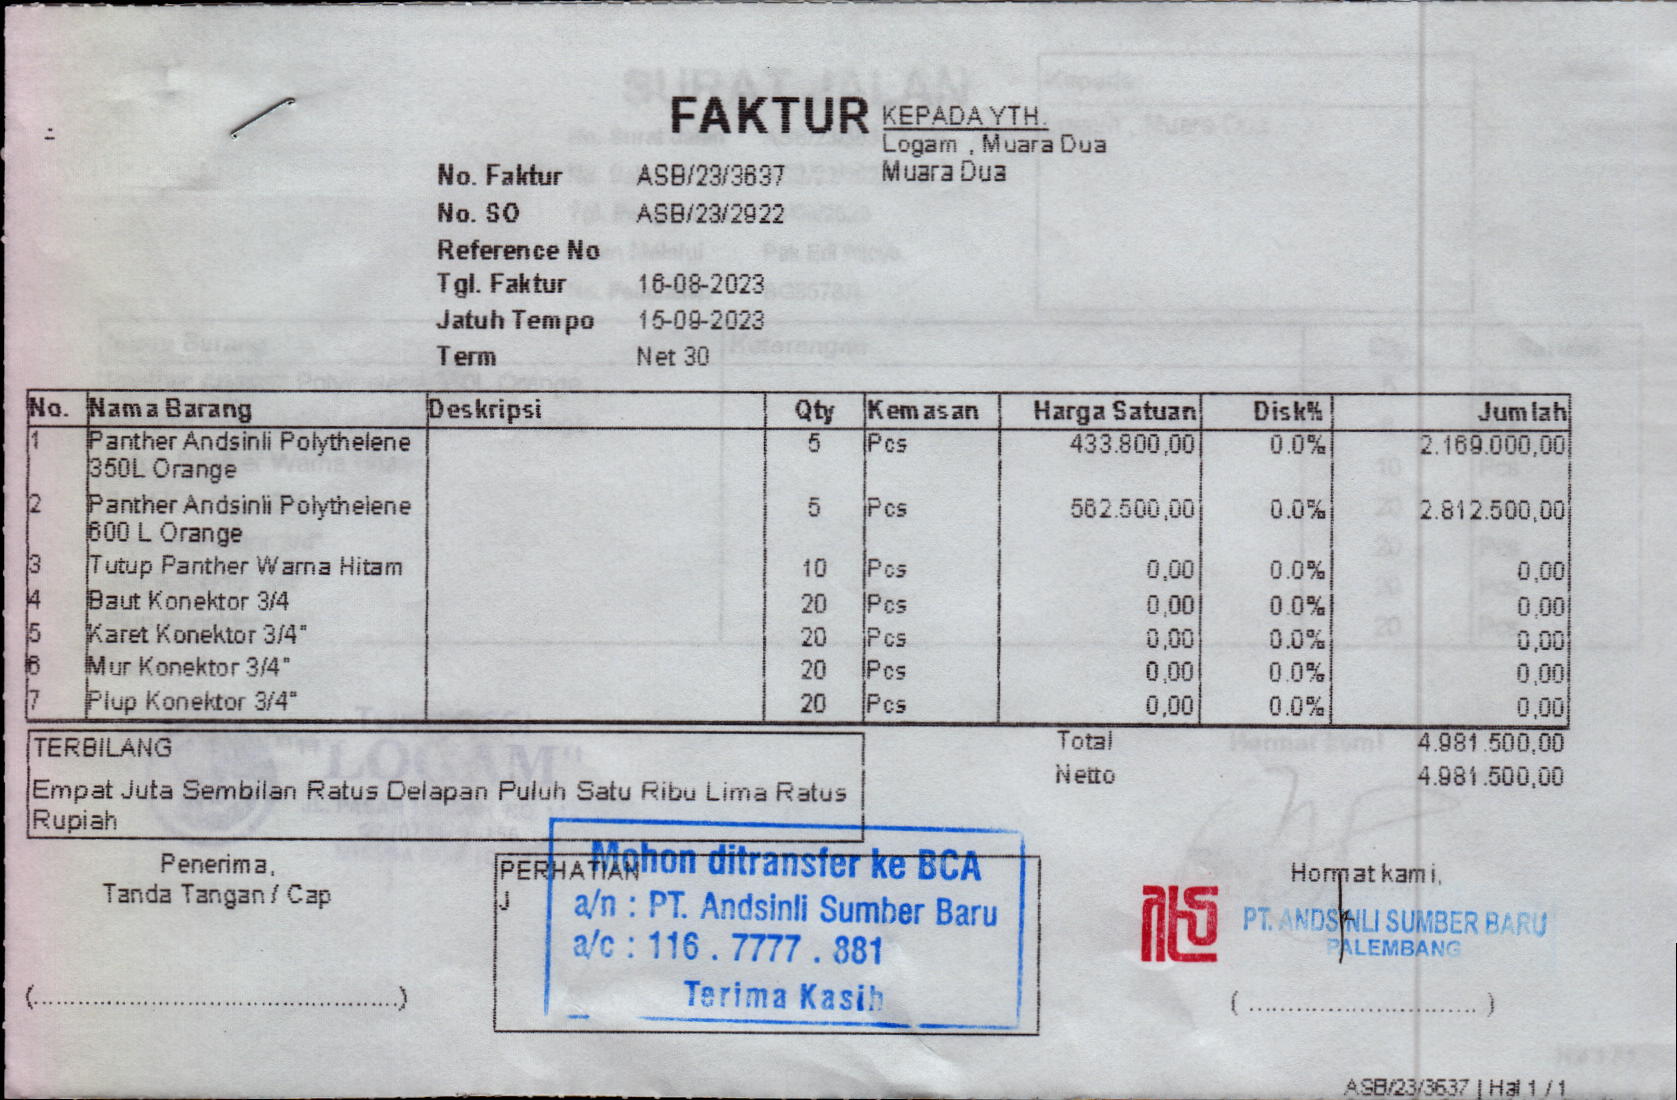 FAKTUR
KEPADA YTH.
Logam , Muara Dua
Muara Dua
No. Faktur ASB/23/3637
No. SO ASB/23/2922
Reference No
Tgl. Faktur 16-08-2023
Jatuh Tempo 15-09-2023
Term Net 30
No. Nama Barang Deskripsi Qty Kemasan Harga Satuan Disk% Jumlah
1 Panther Andsinli Polythelene 5 Pcs 433.800,00 0.0% 2.169.000,00
350L Orange
2 Panther Andsinli Polythelene 5 Pcs 562.500,00 0.0% 2.812.500,00
600 L Orange
3 Tutup Panther Warna Hitam 10 Pcs 0,00 0.0% 0,00
4 Baut Konektor 3/4 20 Pcs 0,00 0.0% 0,00
5 Karet Konektor 3/4" 20 Pcs 0,00 0.0% 0,00
6 Mur Konektor 3/4" 20 Pcs 0,00 0.0% 0,00
7 Plup Konektor 3/4" 20 Pcs 0,00 0.0% 0,00
TERBILANG
Empat Juta Sembilan Ratus Delapan Puluh Satu Ribu Lima Ratus
Rupiah
Total 4.981.500,00
Netto 4.981.500,00
Penerima,
Tanda Tangan / Cap
(............................................)
PERHATIAN
J
Mohon ditransfer ke BCA
a/n : PT. Andsinli Sumber Baru
a/c : 116 . 7777 . 881
Terima Kasih
Hormat kami,
PT. ANDSINLI SUMBER BARU
PALEMBANG
( ............................ )
ASB/23/3637 | Hal 1 / 1